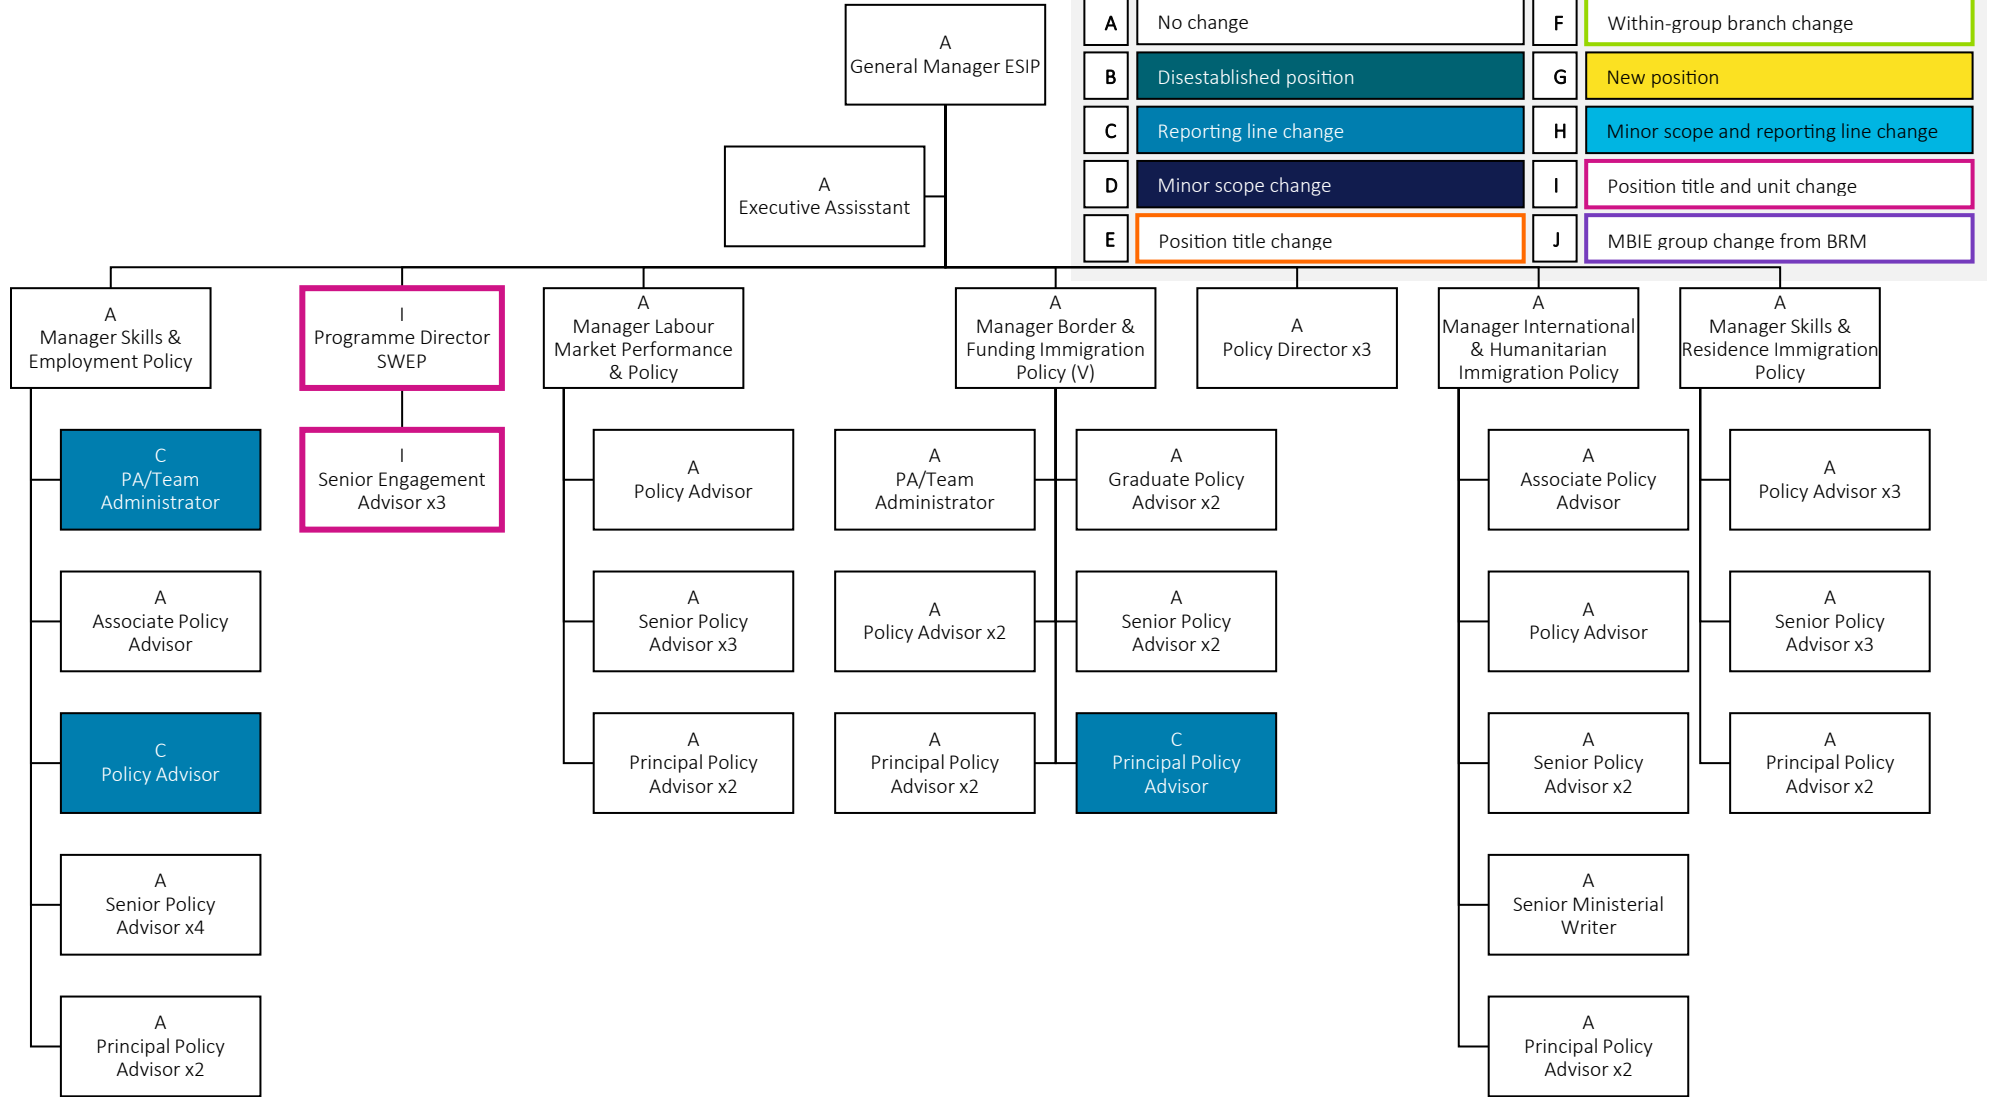 A
No change
F
Within-group branch change
B
Disestablished position
G
New position
C
Reporting line change
H
Minor scope and reporting line change
D
Minor scope change
I
Position title and unit change
E
Position title change
J
MBIE group change from BRM
A
General Manager ESIP
A
Executive Assisstant
A
Manager Skills &
Employment Policy
I
Programme Director
SWEP
A
Manager Labour
Market Performance
& Policy
A
Manager Border &
Funding Immigration
Policy (V)
A
Policy Director x3
A
Manager International
& Humanitarian
Immigration Policy
A
Manager Skills &
Residence Immigration
Policy
C
PA/Team
Administrator
A
Associate Policy
Advisor
C
Policy Advisor
A
Senior Policy
Advisor x4
A
Principal Policy
Advisor x2
I
Senior Engagement
Advisor x3
A
Policy Advisor
A
Senior Policy
Advisor x3
A
Principal Policy
Advisor x2
A
PA/Team
Administrator
A
Policy Advisor x2
A
Principal Policy
Advisor x2
A
Graduate Policy
Advisor x2
A
Senior Policy
Advisor x2
C
Principal Policy
Advisor
A
Associate Policy
Advisor
A
Policy Advisor
A
Senior Policy
Advisor x2
A
Senior Ministerial
Writer
A
Principal Policy
Advisor x2
A
Policy Advisor x3
A
Senior Policy
Advisor x3
A
Principal Policy
Advisor x2